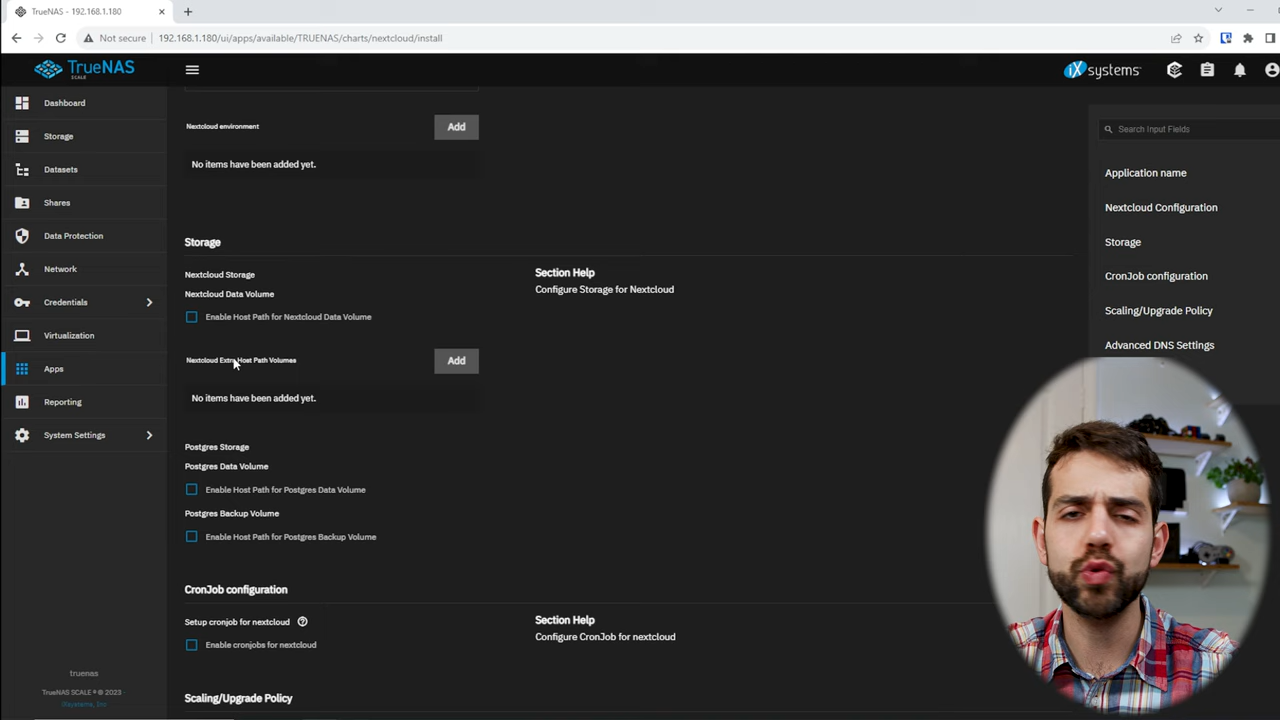 TrueNAS - 192.168.1.180
Not secure
192.168.1.180/ui/apps/available/TRUENAS/charts/nextcloud/install
TrueNAS
SCALE
iXsystems
Dashboard
Storage
Datasets
Shares
Data Protection
Network
Credentials
Virtualization
Apps
Reporting
System Settings
truenas
TrueNAS SCALE ® © 2023
iXsystems, Inc
Nextcloud environment
Add
No items have been added yet.
Storage
Nextcloud Storage
Nextcloud Data Volume
Enable Host Path for Nextcloud Data Volume
Nextcloud Extra Host Path Volumes
Add
No items have been added yet.
Postgres Storage
Postgres Data Volume
Enable Host Path for Postgres Data Volume
Postgres Backup Volume
Enable Host Path for Postgres Backup Volume
CronJob configuration
Setup cronjob for nextcloud
Enable cronjobs for nextcloud
Scaling/Upgrade Policy
Section Help
Configure Storage for Nextcloud
Section Help
Configure CronJob for nextcloud
Search Input Fields
Application name
Nextcloud Configuration
Storage
CronJob configuration
Scaling/Upgrade Policy
Advanced DNS Settings